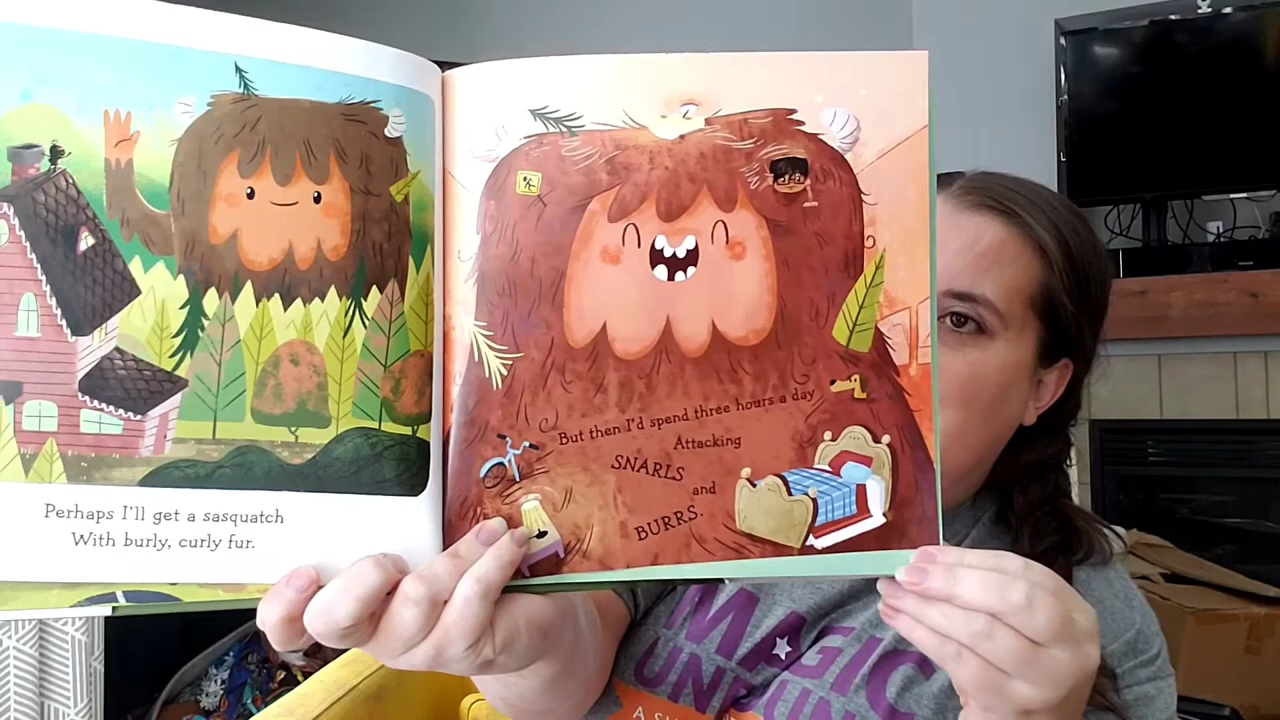 Perhaps I'll get a sasquatch
With burly, curly fur.
But then I'd spend three hours a day
Attacking
SNARLS
and
BURRS.
MAGIC
A